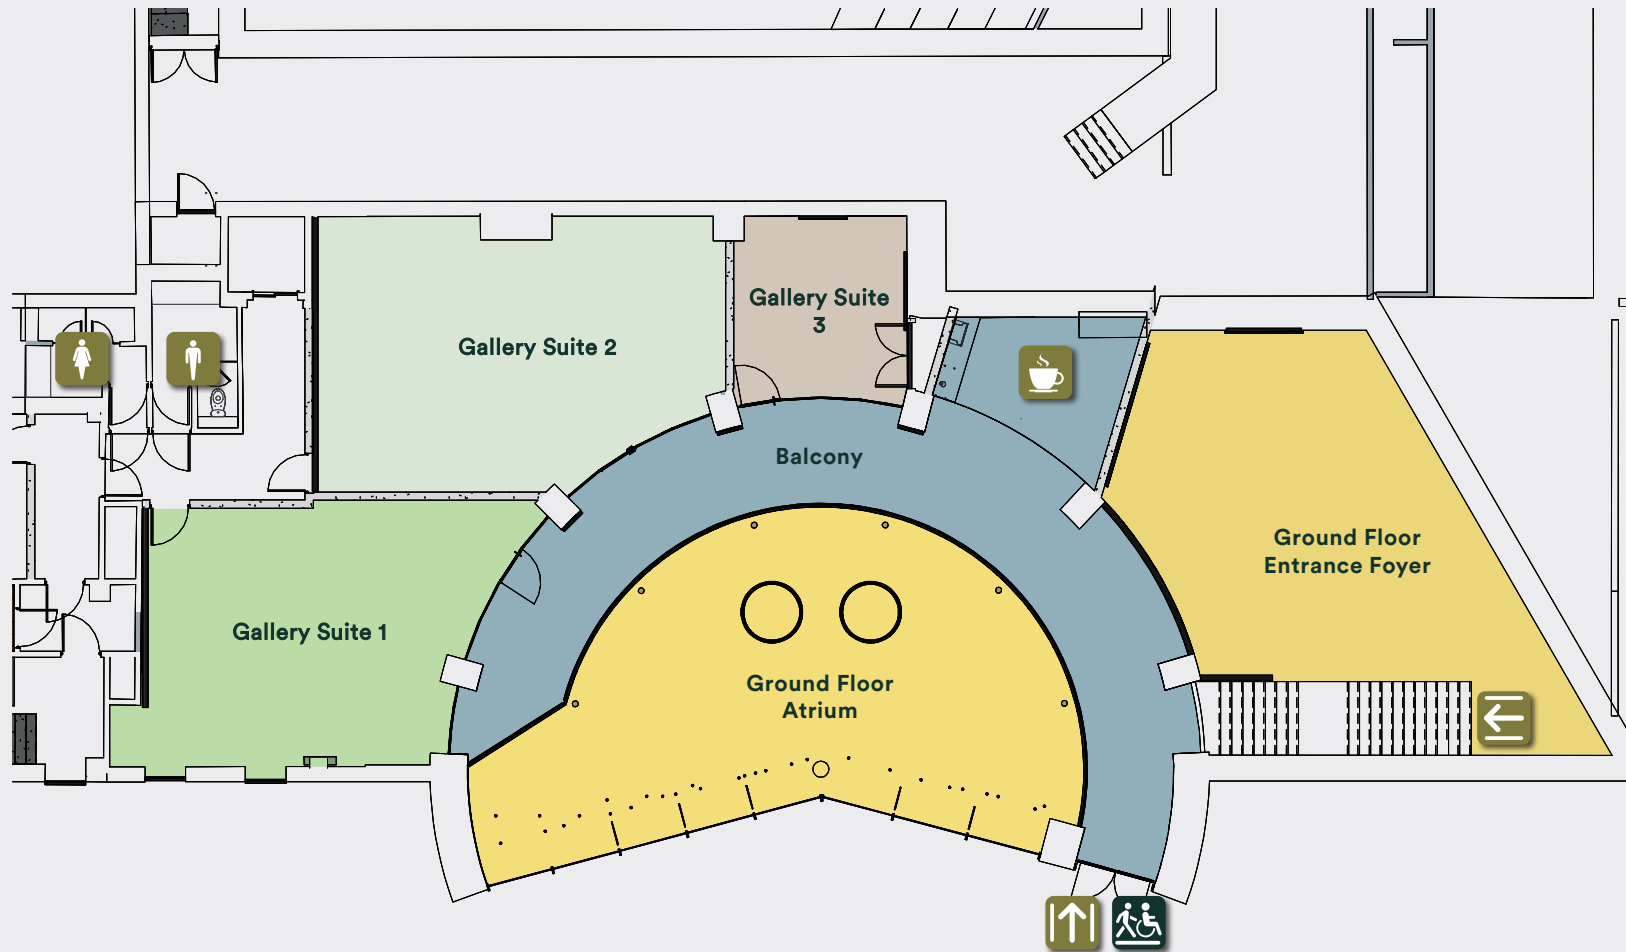 Gallery Suite
3
Gallery Suite 2
Balcony
Ground Floor
Entrance Foyer
Gallery Suite 1
Ground Floor
Atrium